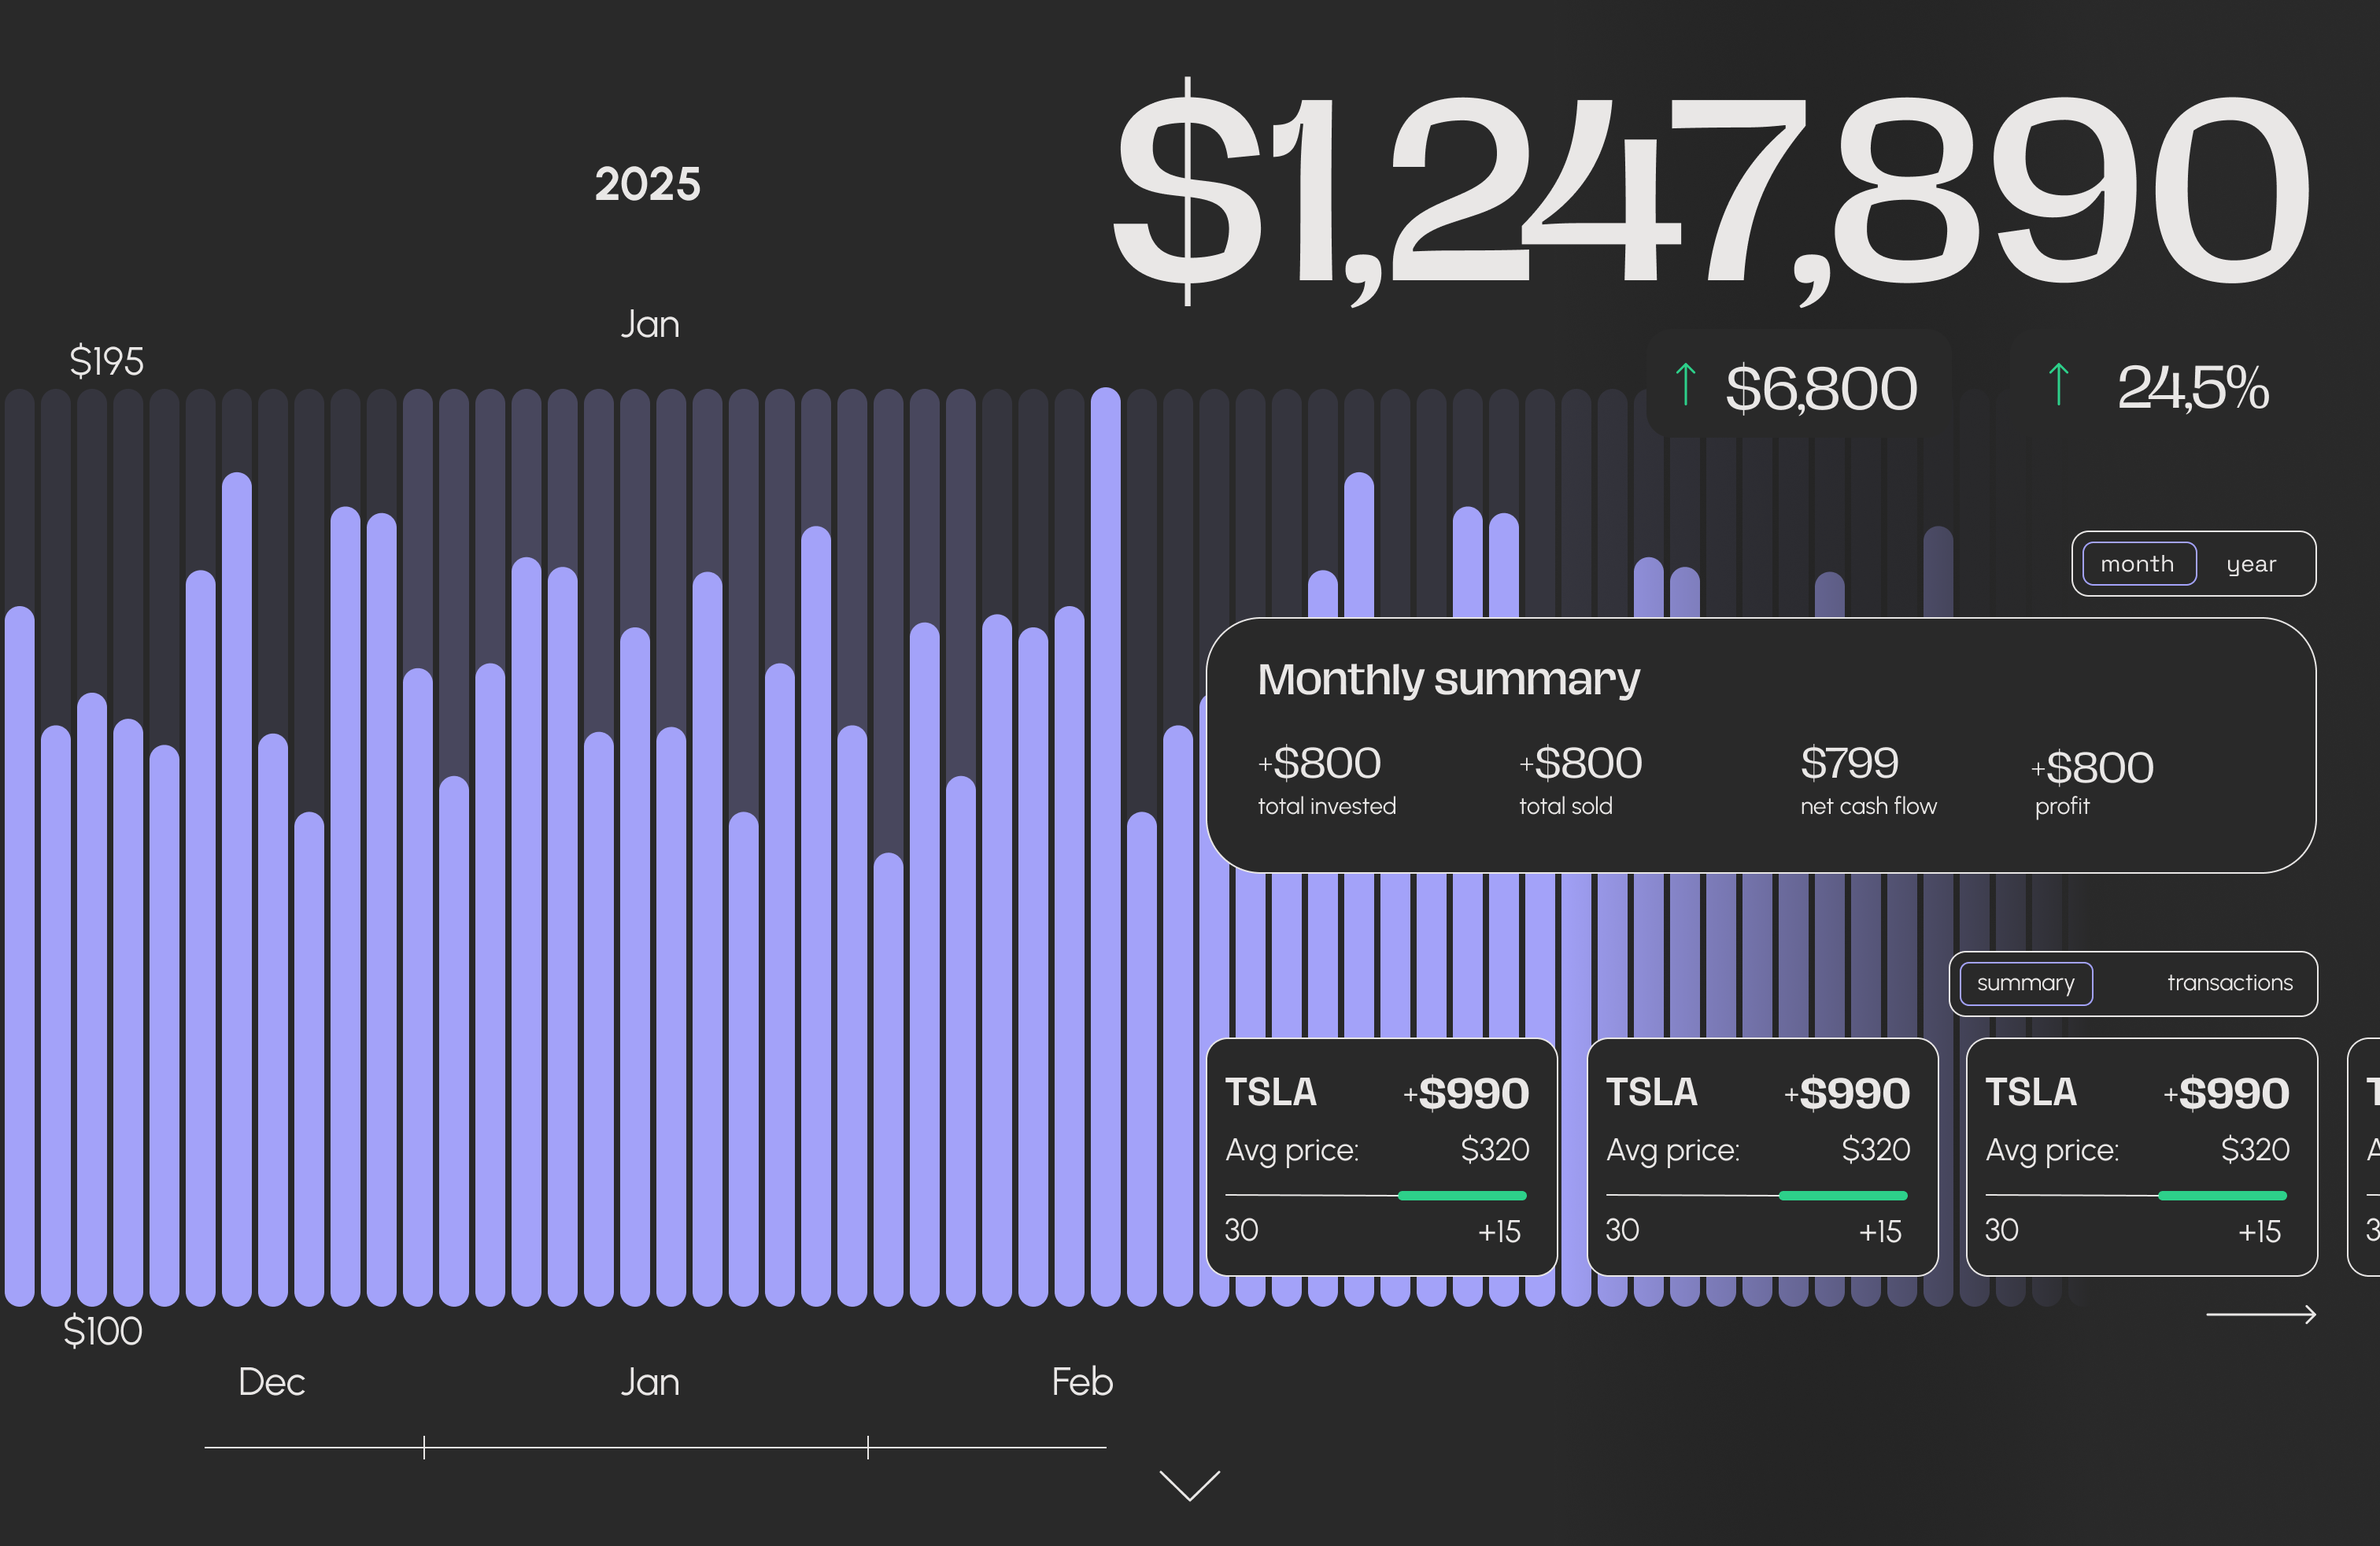 $1,247,890
2025
Jan
$195
$6,800
24,5%
month year
Monthly summary
+$800 +$800 $799 +$800
total invested total sold net cash flow profit
summary transactions
TSLA +$990
Avg price: $320
30 +15
TSLA +$990
Avg price: $320
30 +15
TSLA +$990
Avg price: $320
30 +15
$100
Dec Jan Feb